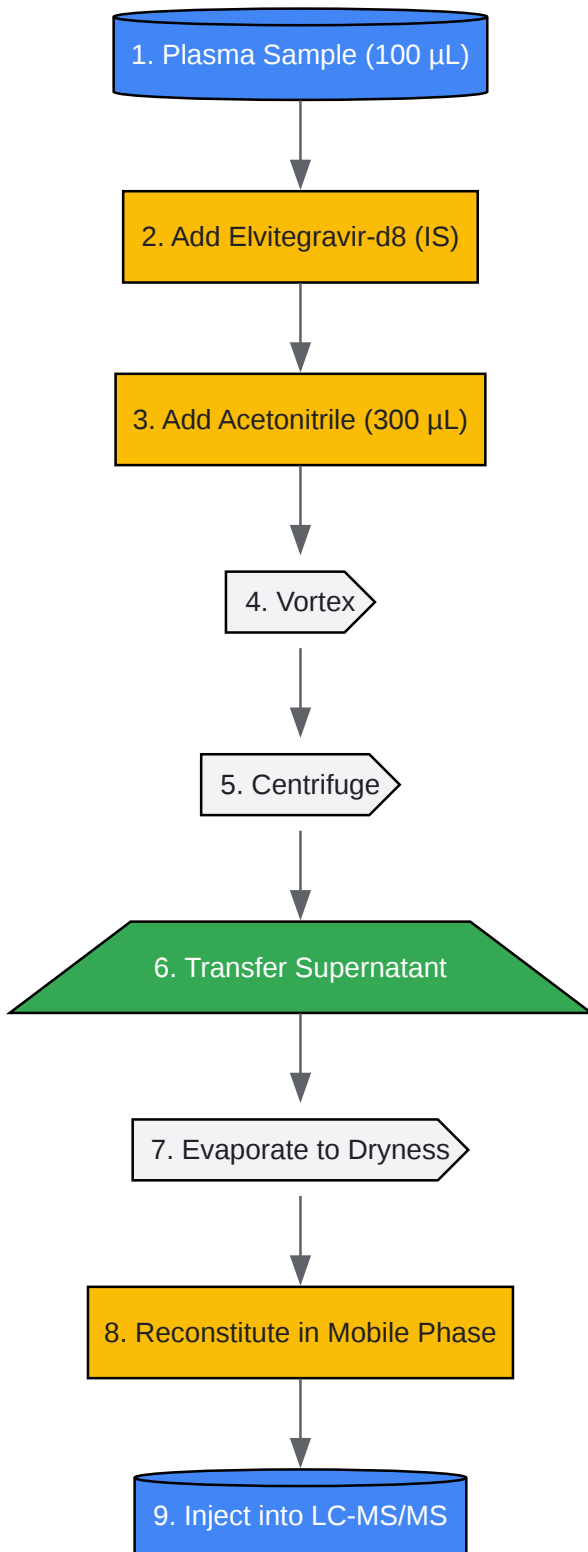 1. Plasma Sample (100 µL)
2. Add Elvitegravir-d8 (IS)
3. Add Acetonitrile (300 µL)
4. Vortex
5. Centrifuge
6. Transfer Supernatant
7. Evaporate to Dryness
8. Reconstitute in Mobile Phase
9. Inject into LC-MS/MS